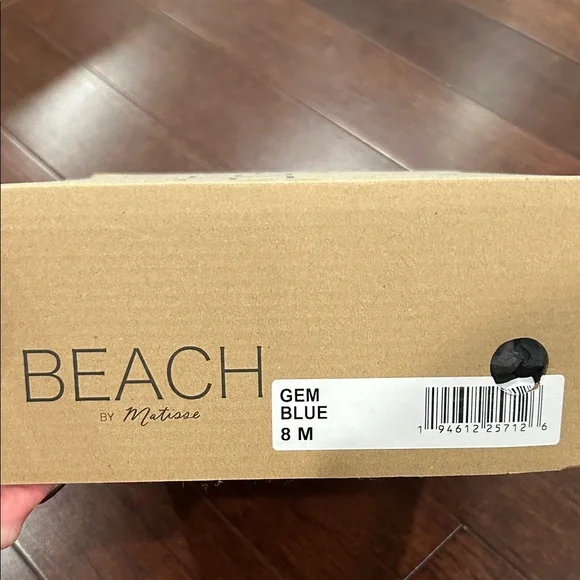 BEACH
BY Matisse
GEM
BLUE
8 M
1 94612 25712 6